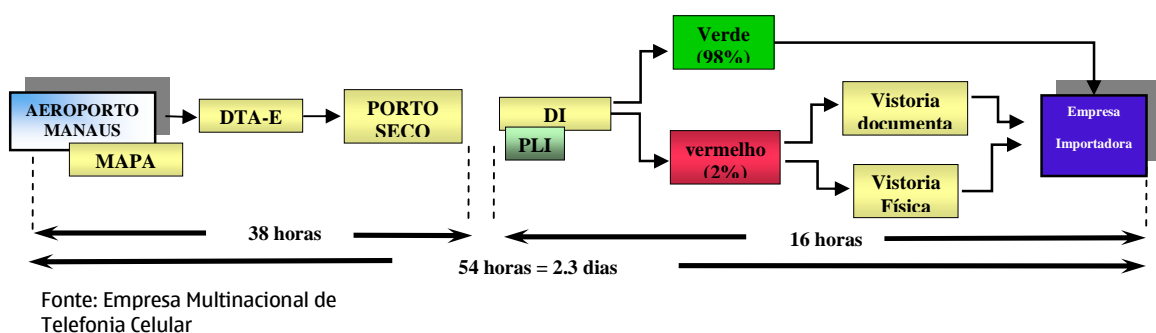 AEROPORTO
MANAUS
MAPA
DTA-E
PORTO
SECO
DI
PLI
Verde
(98%)
vermelho
(2%)
Vistoria
documenta
Vistoria
Física
Empresa
Importadora
38 horas
16 horas
54 horas = 2.3 dias
Fonte: Empresa Multinacional de
Telefonia Celular